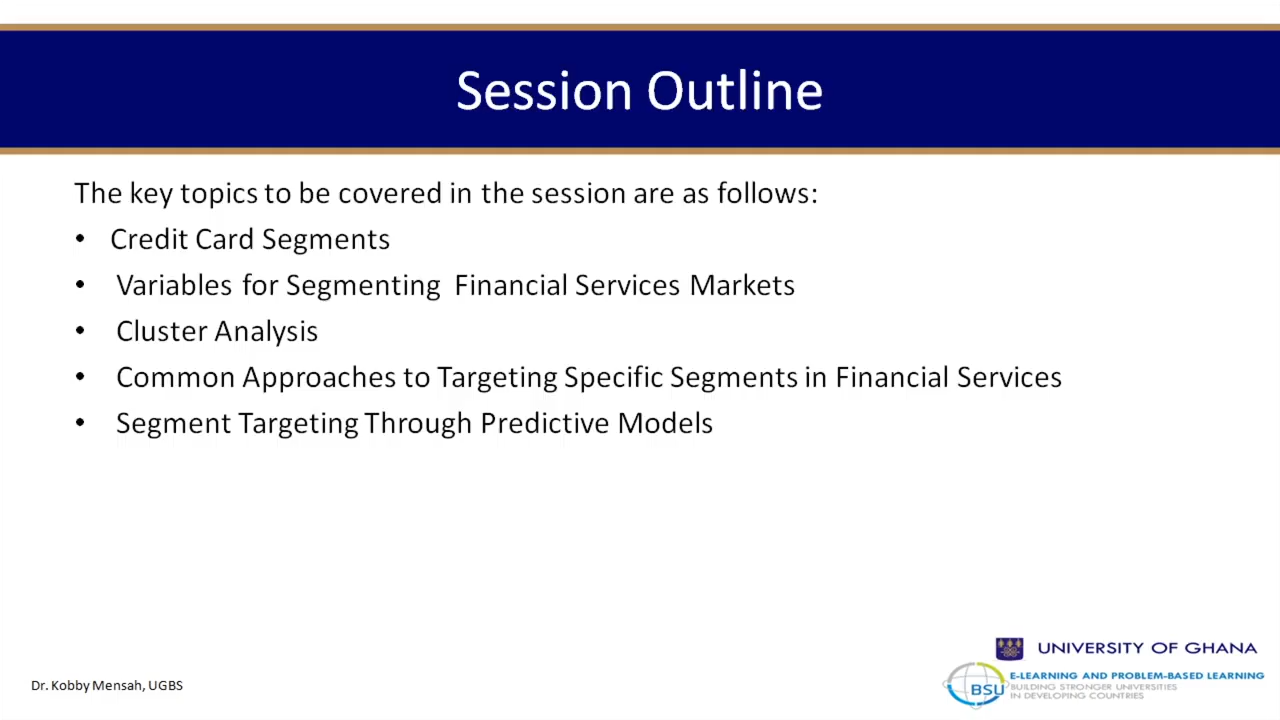 Session Outline
The key topics to be covered in the session are as follows:
• Credit Card Segments
• Variables for Segmenting Financial Services Markets
• Cluster Analysis
• Common Approaches to Targeting Specific Segments in Financial Services
• Segment Targeting Through Predictive Models
UNIVERSITY OF GHANA
BSU
E-LEARNING AND PROBLEM-BASED LEARNING
BUILDING STRONGER UNIVERSITIES
IN DEVELOPING COUNTRIES
Dr. Kobby Mensah, UGBS